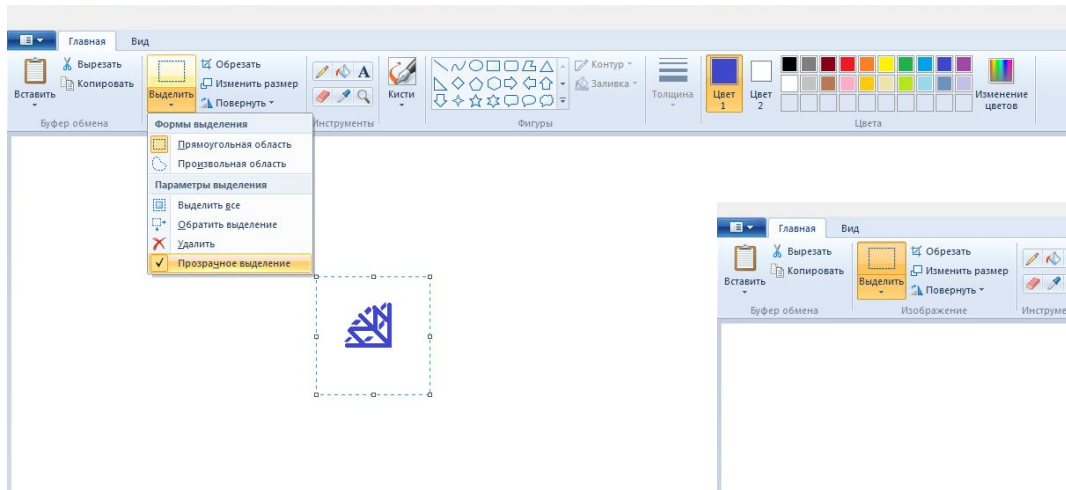 Главная Вид
Вставить
Вырезать
Копировать
Буфер обмена
Выделить
Обрезать
Изменить размер
Повернуть
Инструменты
A
Кисти
Контур
Заливка
Фигуры
Толщина
Цвет
1
Цвет
2
Изменение
цветов
Цвета
Формы выделения
Прямоугольная область
Произвольная область
Параметры выделения
Выделить все
Обратить выделение
Удалить
Прозрачное выделение
Главная Вид
Вставить
Вырезать
Копировать
Буфер обмена
Выделить
Обрезать
Изменить размер
Повернуть
Изображение
Инструме